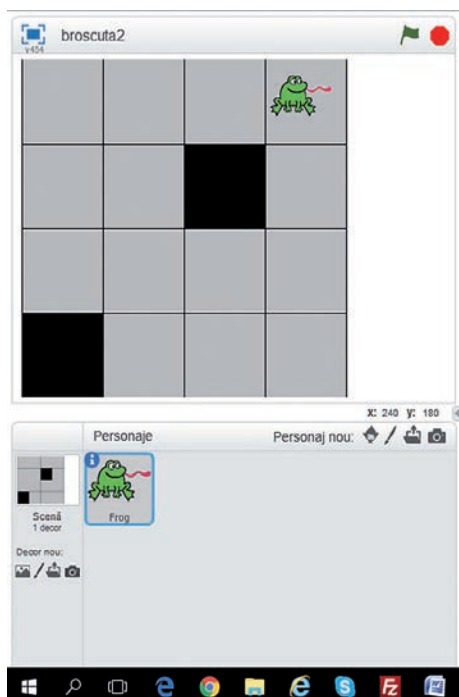 broscuta2
v454
X: 240 y: 180
Personaje
Personaj nou:
Scenă
1 decor
Frog
Decor nou: